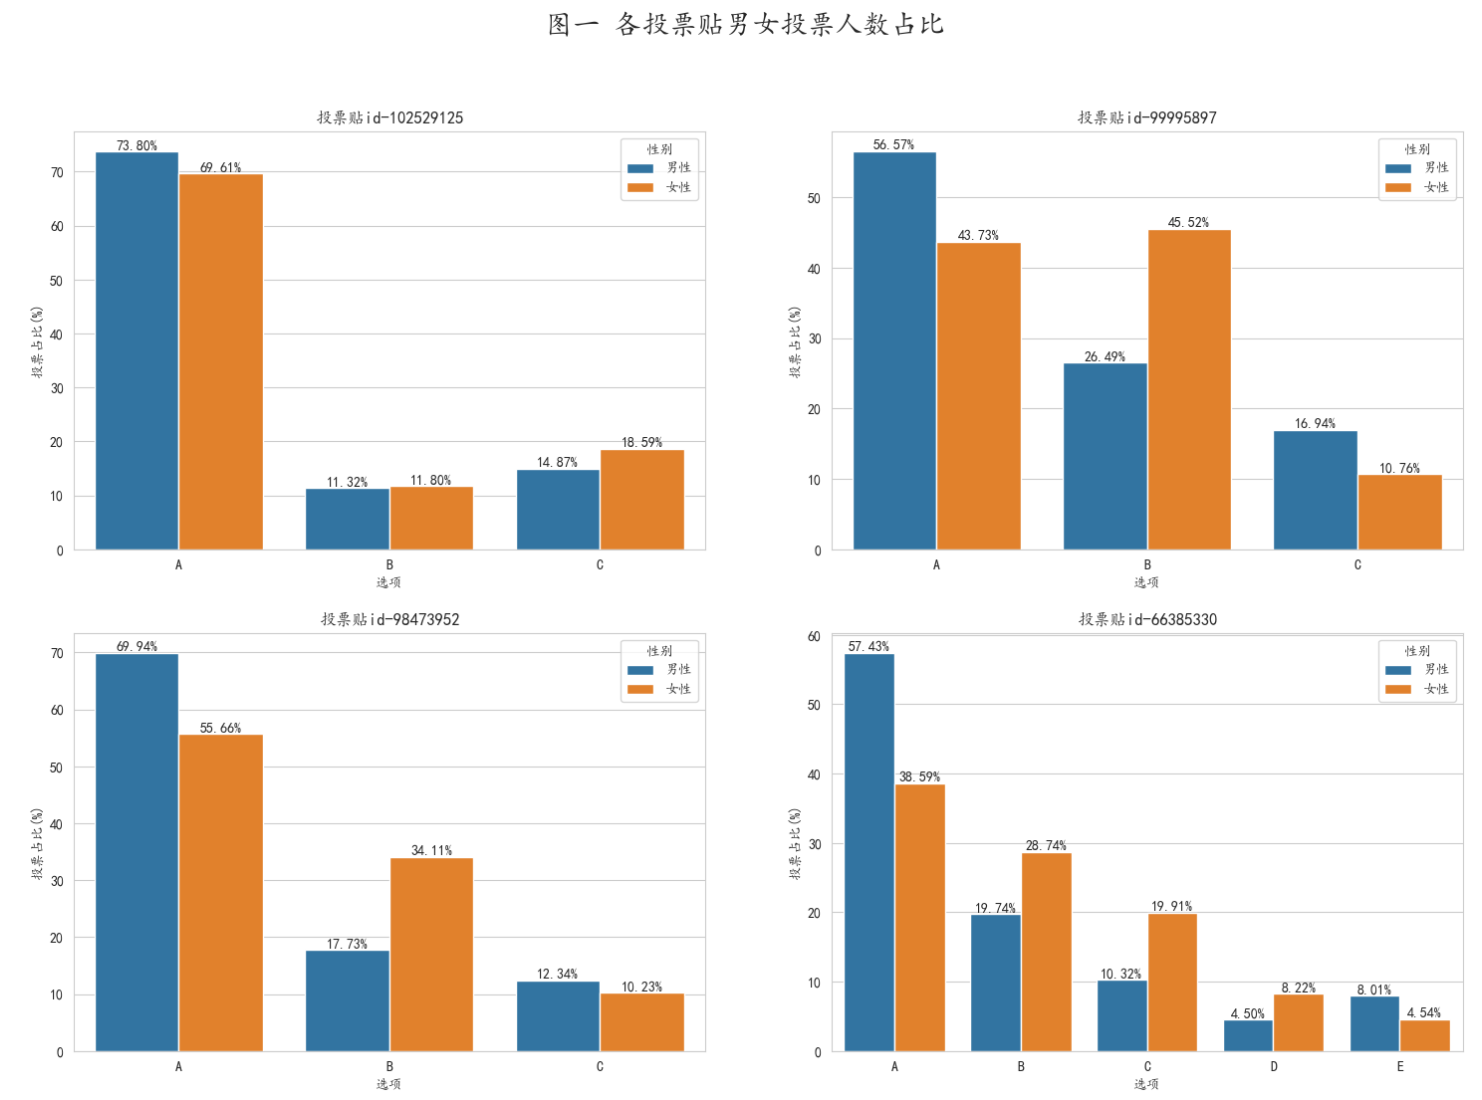 图一 各投票贴男女投票人数占比
投票贴id-102529125
性别
男性
女性
73.80%
69.61%
11.32%
11.80%
14.87%
18.59%
投票占比(%)
70
60
50
40
30
20
10
0
A
B
C
选项
投票贴id-99995897
性别
男性
女性
56.57%
43.73%
26.49%
45.52%
16.94%
10.76%
投票占比(%)
50
40
30
20
10
0
A
B
C
选项
投票贴id-98473952
性别
男性
女性
69.94%
55.66%
17.73%
34.11%
12.34%
10.23%
投票占比(%)
70
60
50
40
30
20
10
0
A
B
C
选项
投票贴id-66385330
性别
男性
女性
57.43%
38.59%
19.74%
28.74%
10.32%
19.91%
4.50%
8.22%
8.01%
4.54%
投票占比(%)
60
50
40
30
20
10
0
A
B
C
D
E
选项